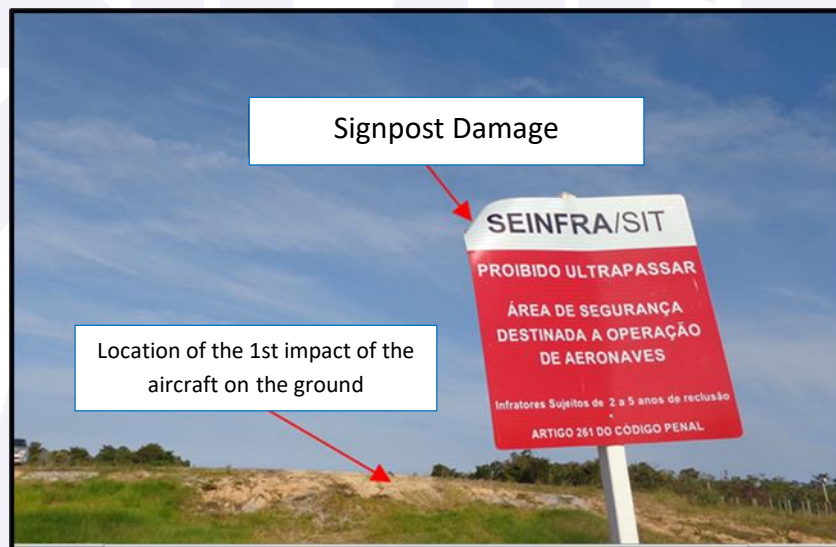 Signpost Damage
SEINFRA/SIT
PROIBIDO ULTRAPASSAR
ÁREA DE SEGURANÇA
DESTINADA A OPERAÇÃO
DE AERONAVES
Infratores Sujeitos de 2 a 5 anos de reclusão
ARTIGO 261 DO CÓDIGO PENAL
Location of the 1st impact of the
aircraft on the ground